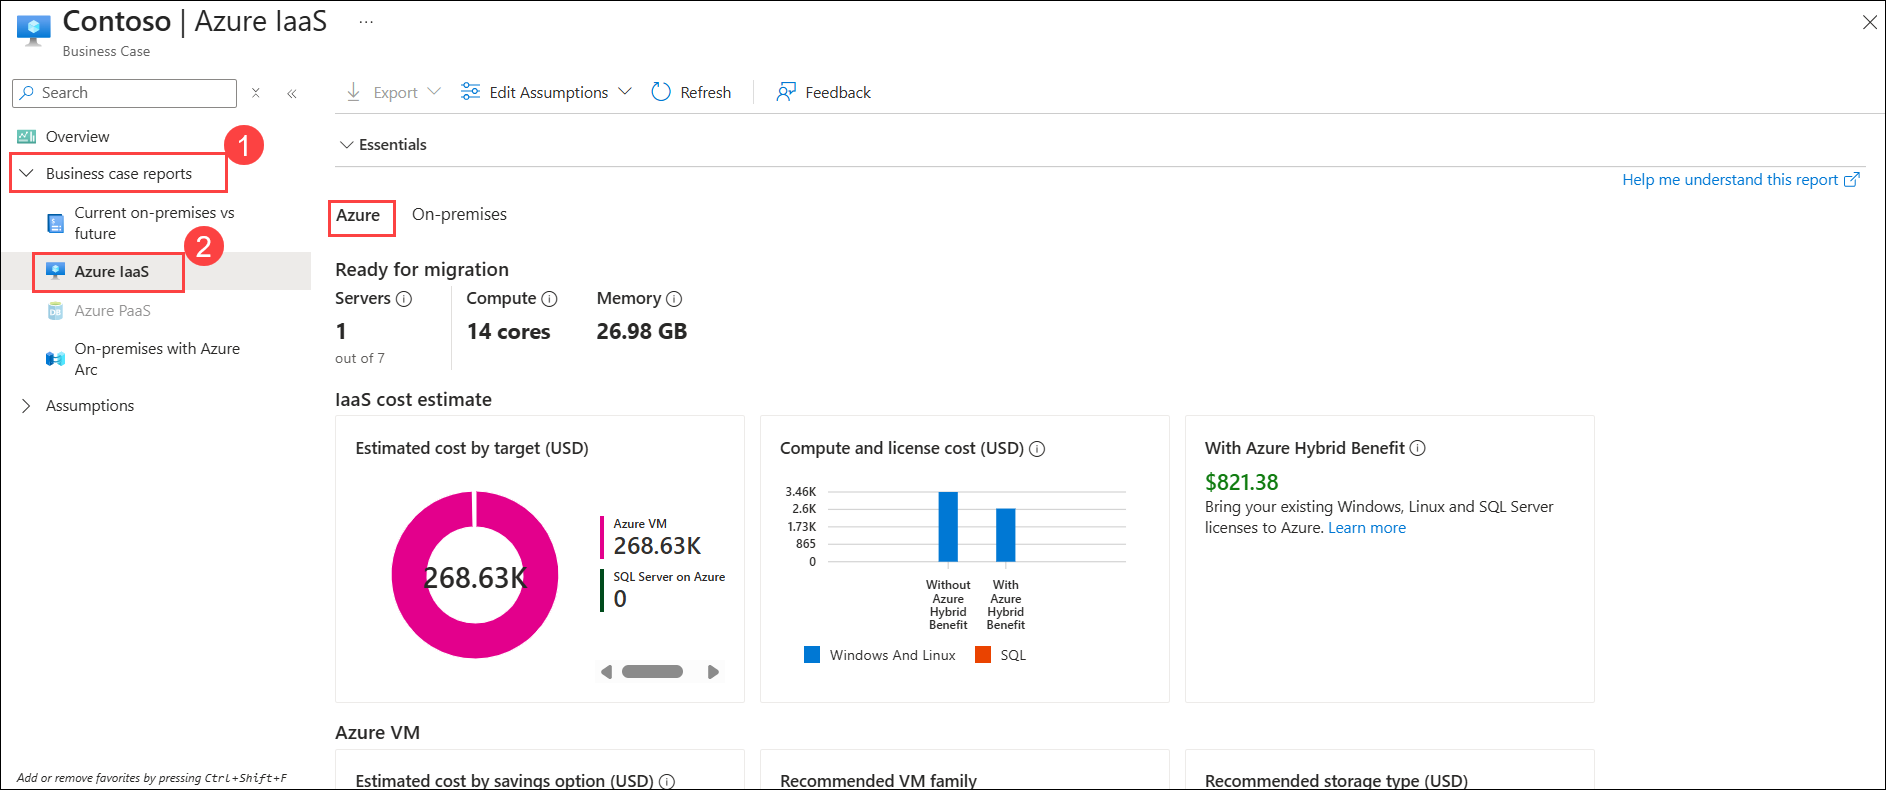 Contoso | Azure IaaS ...
Business Case
Search
Export
Edit Assumptions
Refresh
Feedback
Overview
1
Business case reports
Current on-premises vs
future
2
Azure IaaS
Azure PaaS
On-premises with Azure
Arc
Assumptions
Add or remove favorites by pressing Ctrl+Shift+F
Essentials
Help me understand this report
Azure
On-premises
Ready for migration
Servers
1
out of 7
Compute
14 cores
Memory
26.98 GB
IaaS cost estimate
Estimated cost by target (USD)
268.63K
Azure VM
268.63K
SQL Server on Azure
0
Compute and license cost (USD)
3.46K
2.6K
1.73K
865
0
Without
Azure
Hybrid
Benefit
With
Azure
Hybrid
Benefit
Windows And Linux
SQL
With Azure Hybrid Benefit
$821.38
Bring your existing Windows, Linux and SQL Server
licenses to Azure. Learn more
Azure VM
Estimated cost by savings option (USD)
Recommended VM family
Recommended storage type (USD)